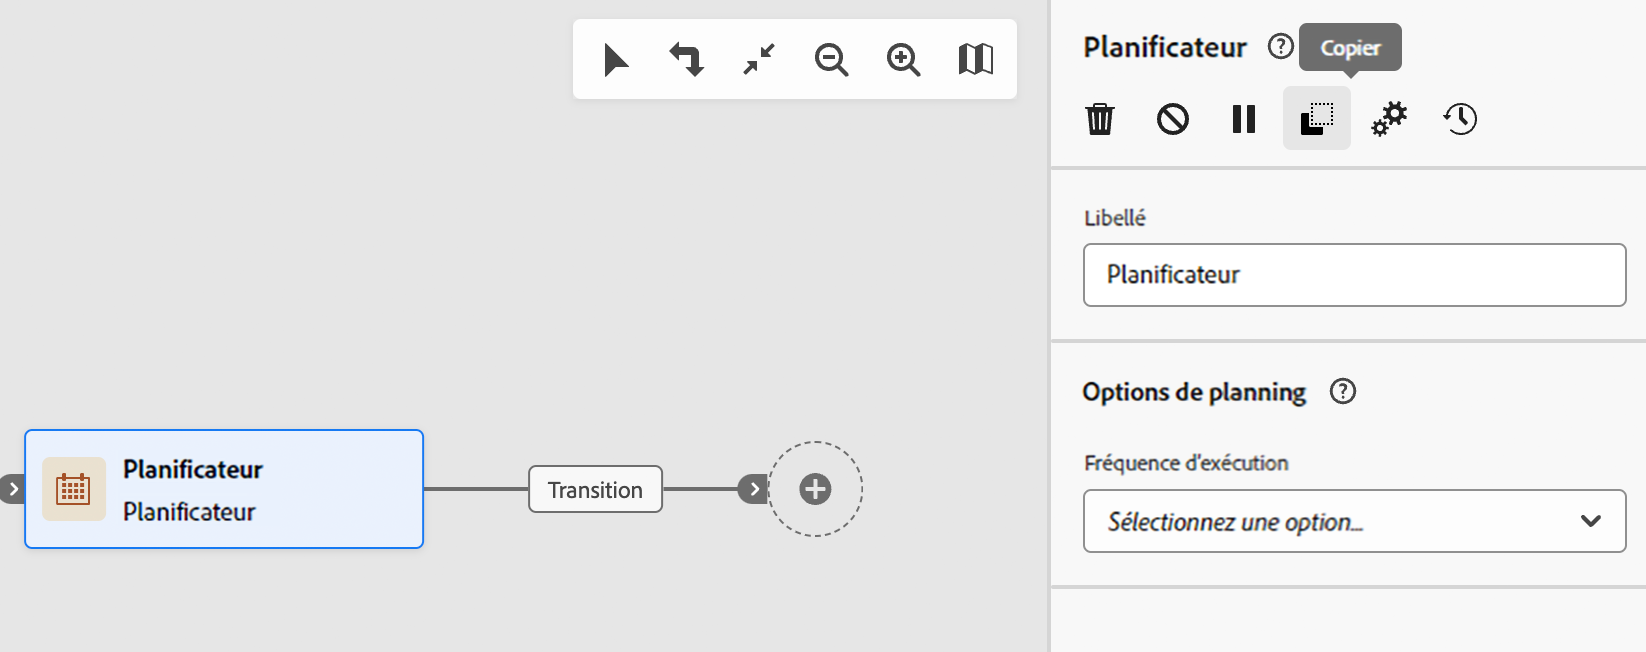 Planificateur
Copier
Libellé
Planificateur
Options de planning
Fréquence d'exécution
Sélectionnez une option...
Planificateur
Planificateur
Transition